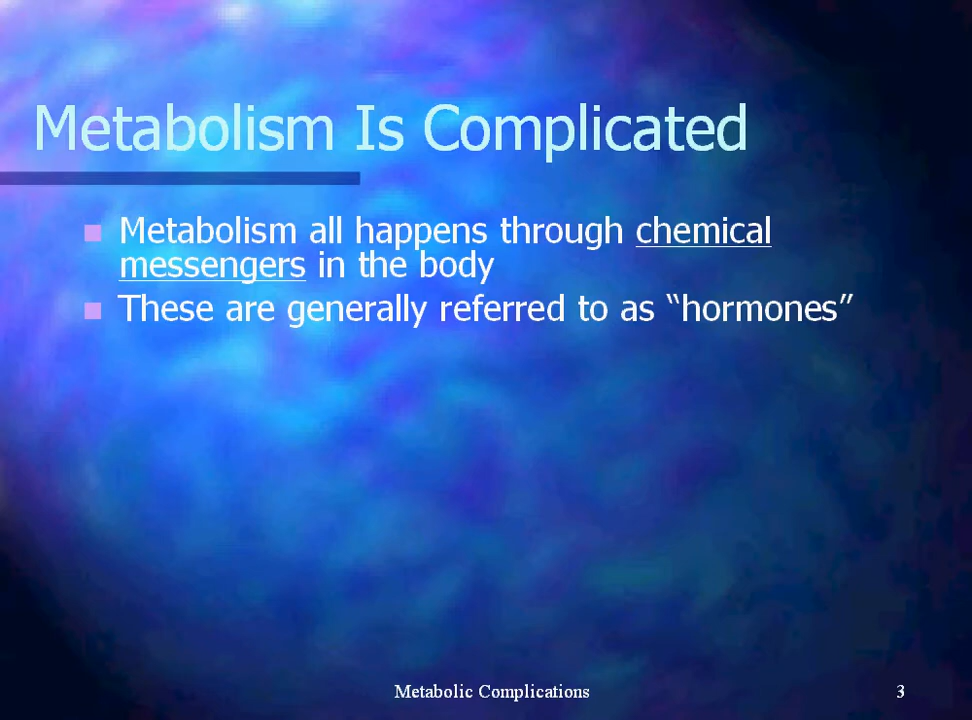 Metabolism Is Complicated
Metabolism all happens through chemical
messengers in the body
These are generally referred to as “hormones”
Metabolic Complications
3